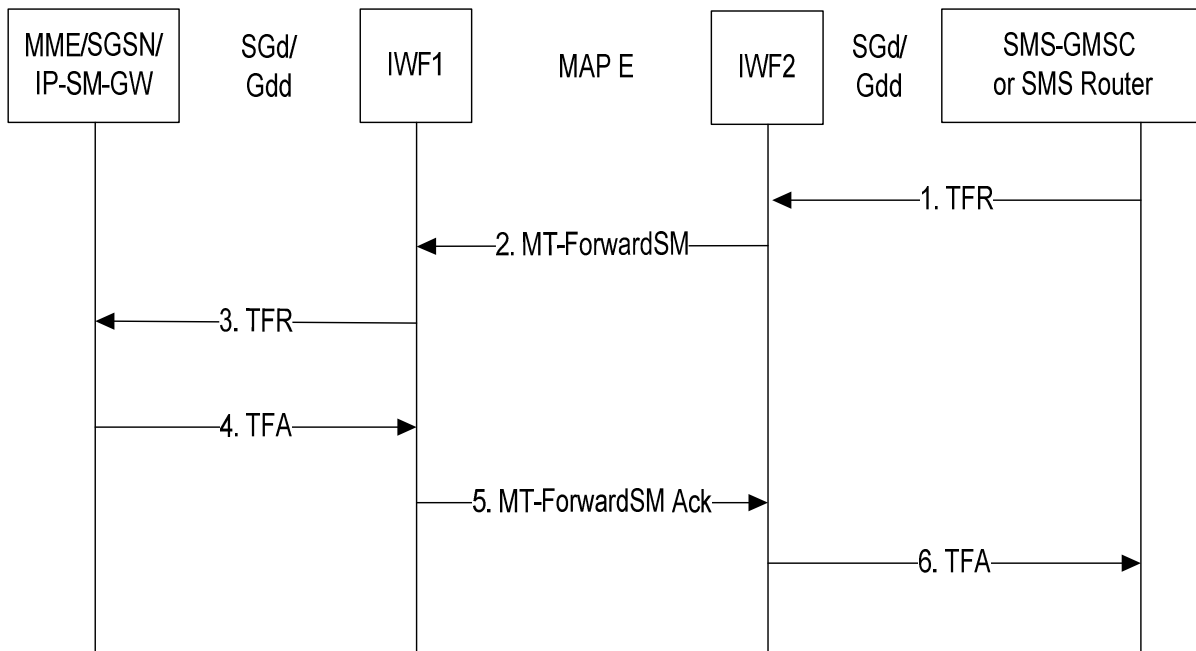 MME/SGSN/
IP-SM-GW
SGd/
Gdd
IWF1
MAP E
IWF2
SGd/
Gdd
SMS-GMSC
or SMS Router
1. TFR
2. MT-ForwardSM
3. TFR
4. TFA
5. MT-ForwardSM Ack
6. TFA